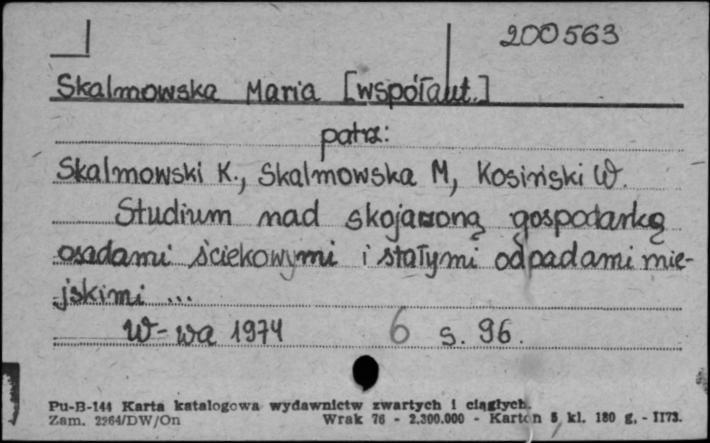 200563
Skalmowska Maria [współaut.]
patrz:
Skalmowski K., Skalmowska M, Kosiński W.
Studium nad skojarzoną gospodarką
osadami ściekowymi i stałymi odpadami mie-
jskimi ...
W-wa 1974 6 s. 96.
Pu-B-144 Karta katalogowa wydawnictw zwartych i ciągłych.
Zam. 2264/DW/On Wrak 76 - 2.300.000 - Karton 5 kl. 180 g. - II73.